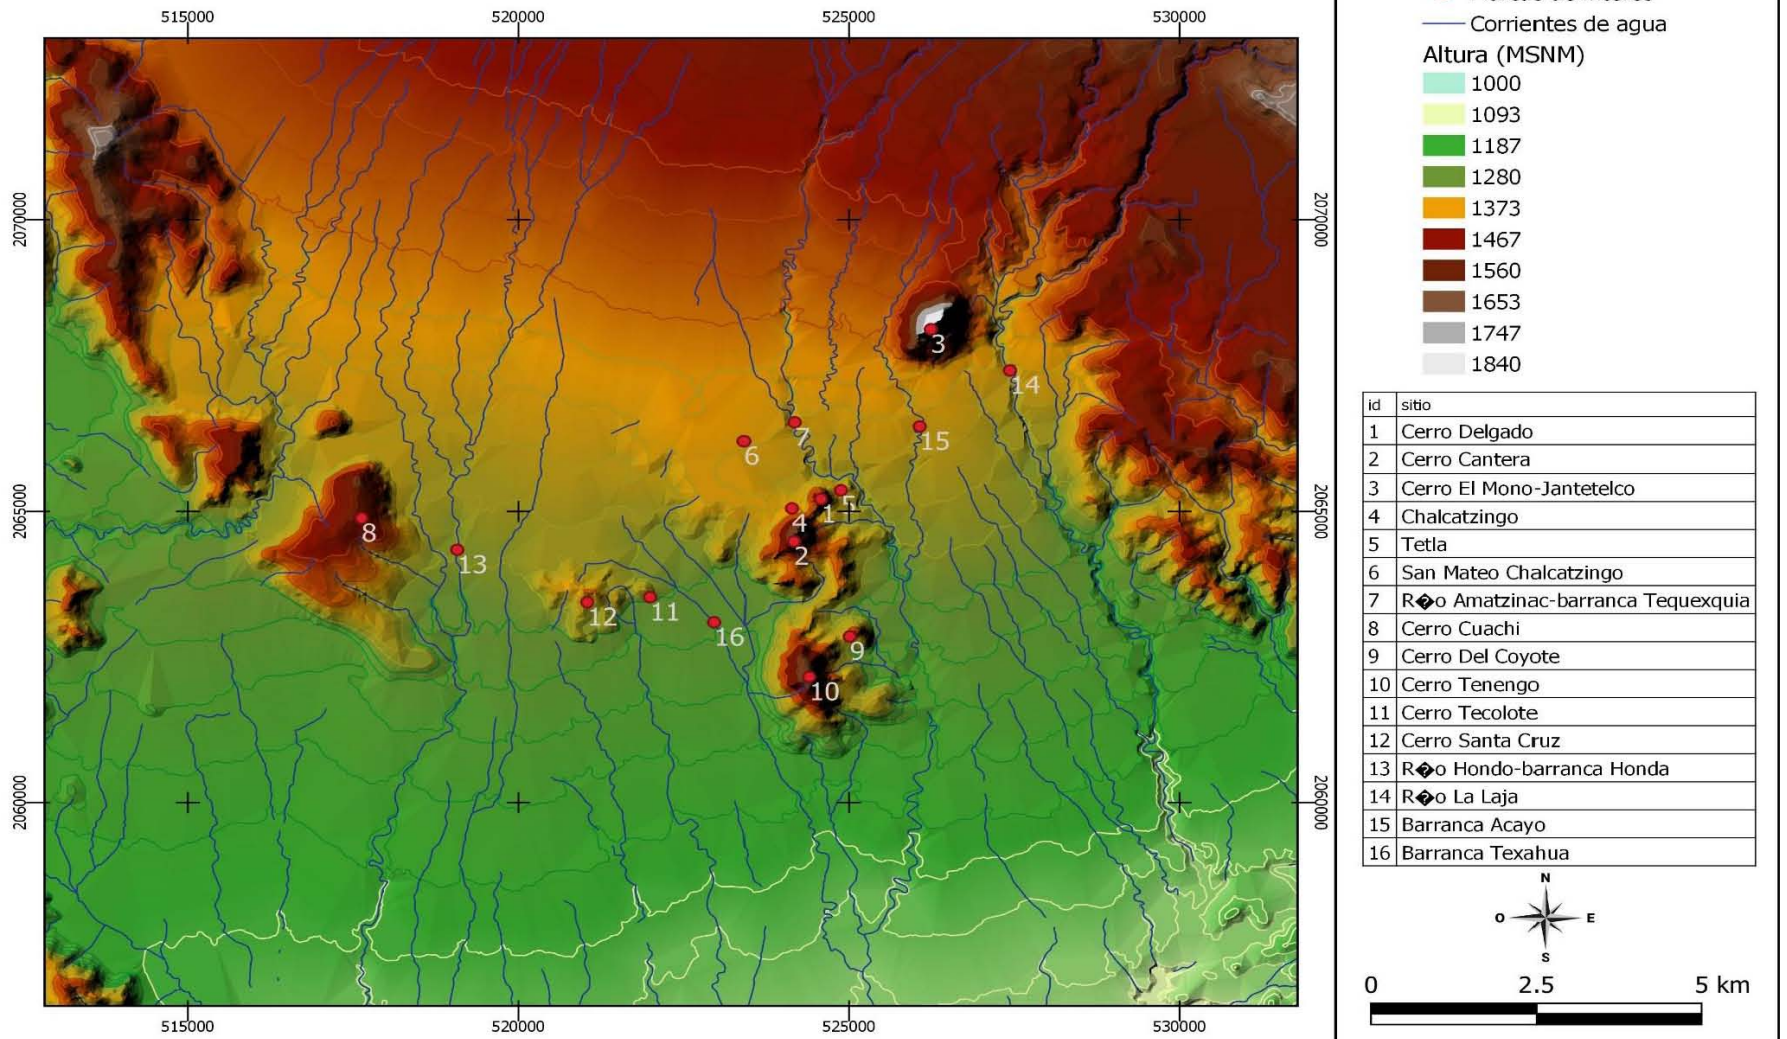 515000 520000 525000 530000
2070000 2070000
2065000 2065000
2060000 2060000
515000 520000 525000 530000
3
14
7
15
6
5
1
4
8
2
13
12
11
16
9
10
Corrientes de agua
Altura (MSNM)
1000
1093
1187
1280
1373
1467
1560
1653
1747
1840
id sitio
1 Cerro Delgado
2 Cerro Cantera
3 Cerro El Mono-Jantetelco
4 Chalcatzingo
5 Tetla
6 San Mateo Chalcatzingo
7 R�o Amatzinac-barranca Tequexquia
8 Cerro Cuachi
9 Cerro Del Coyote
10 Cerro Tenengo
11 Cerro Tecolote
12 Cerro Santa Cruz
13 R�o Hondo-barranca Honda
14 R�o La Laja
15 Barranca Acayo
16 Barranca Texahua
N
O E
S
0 2.5 5 km